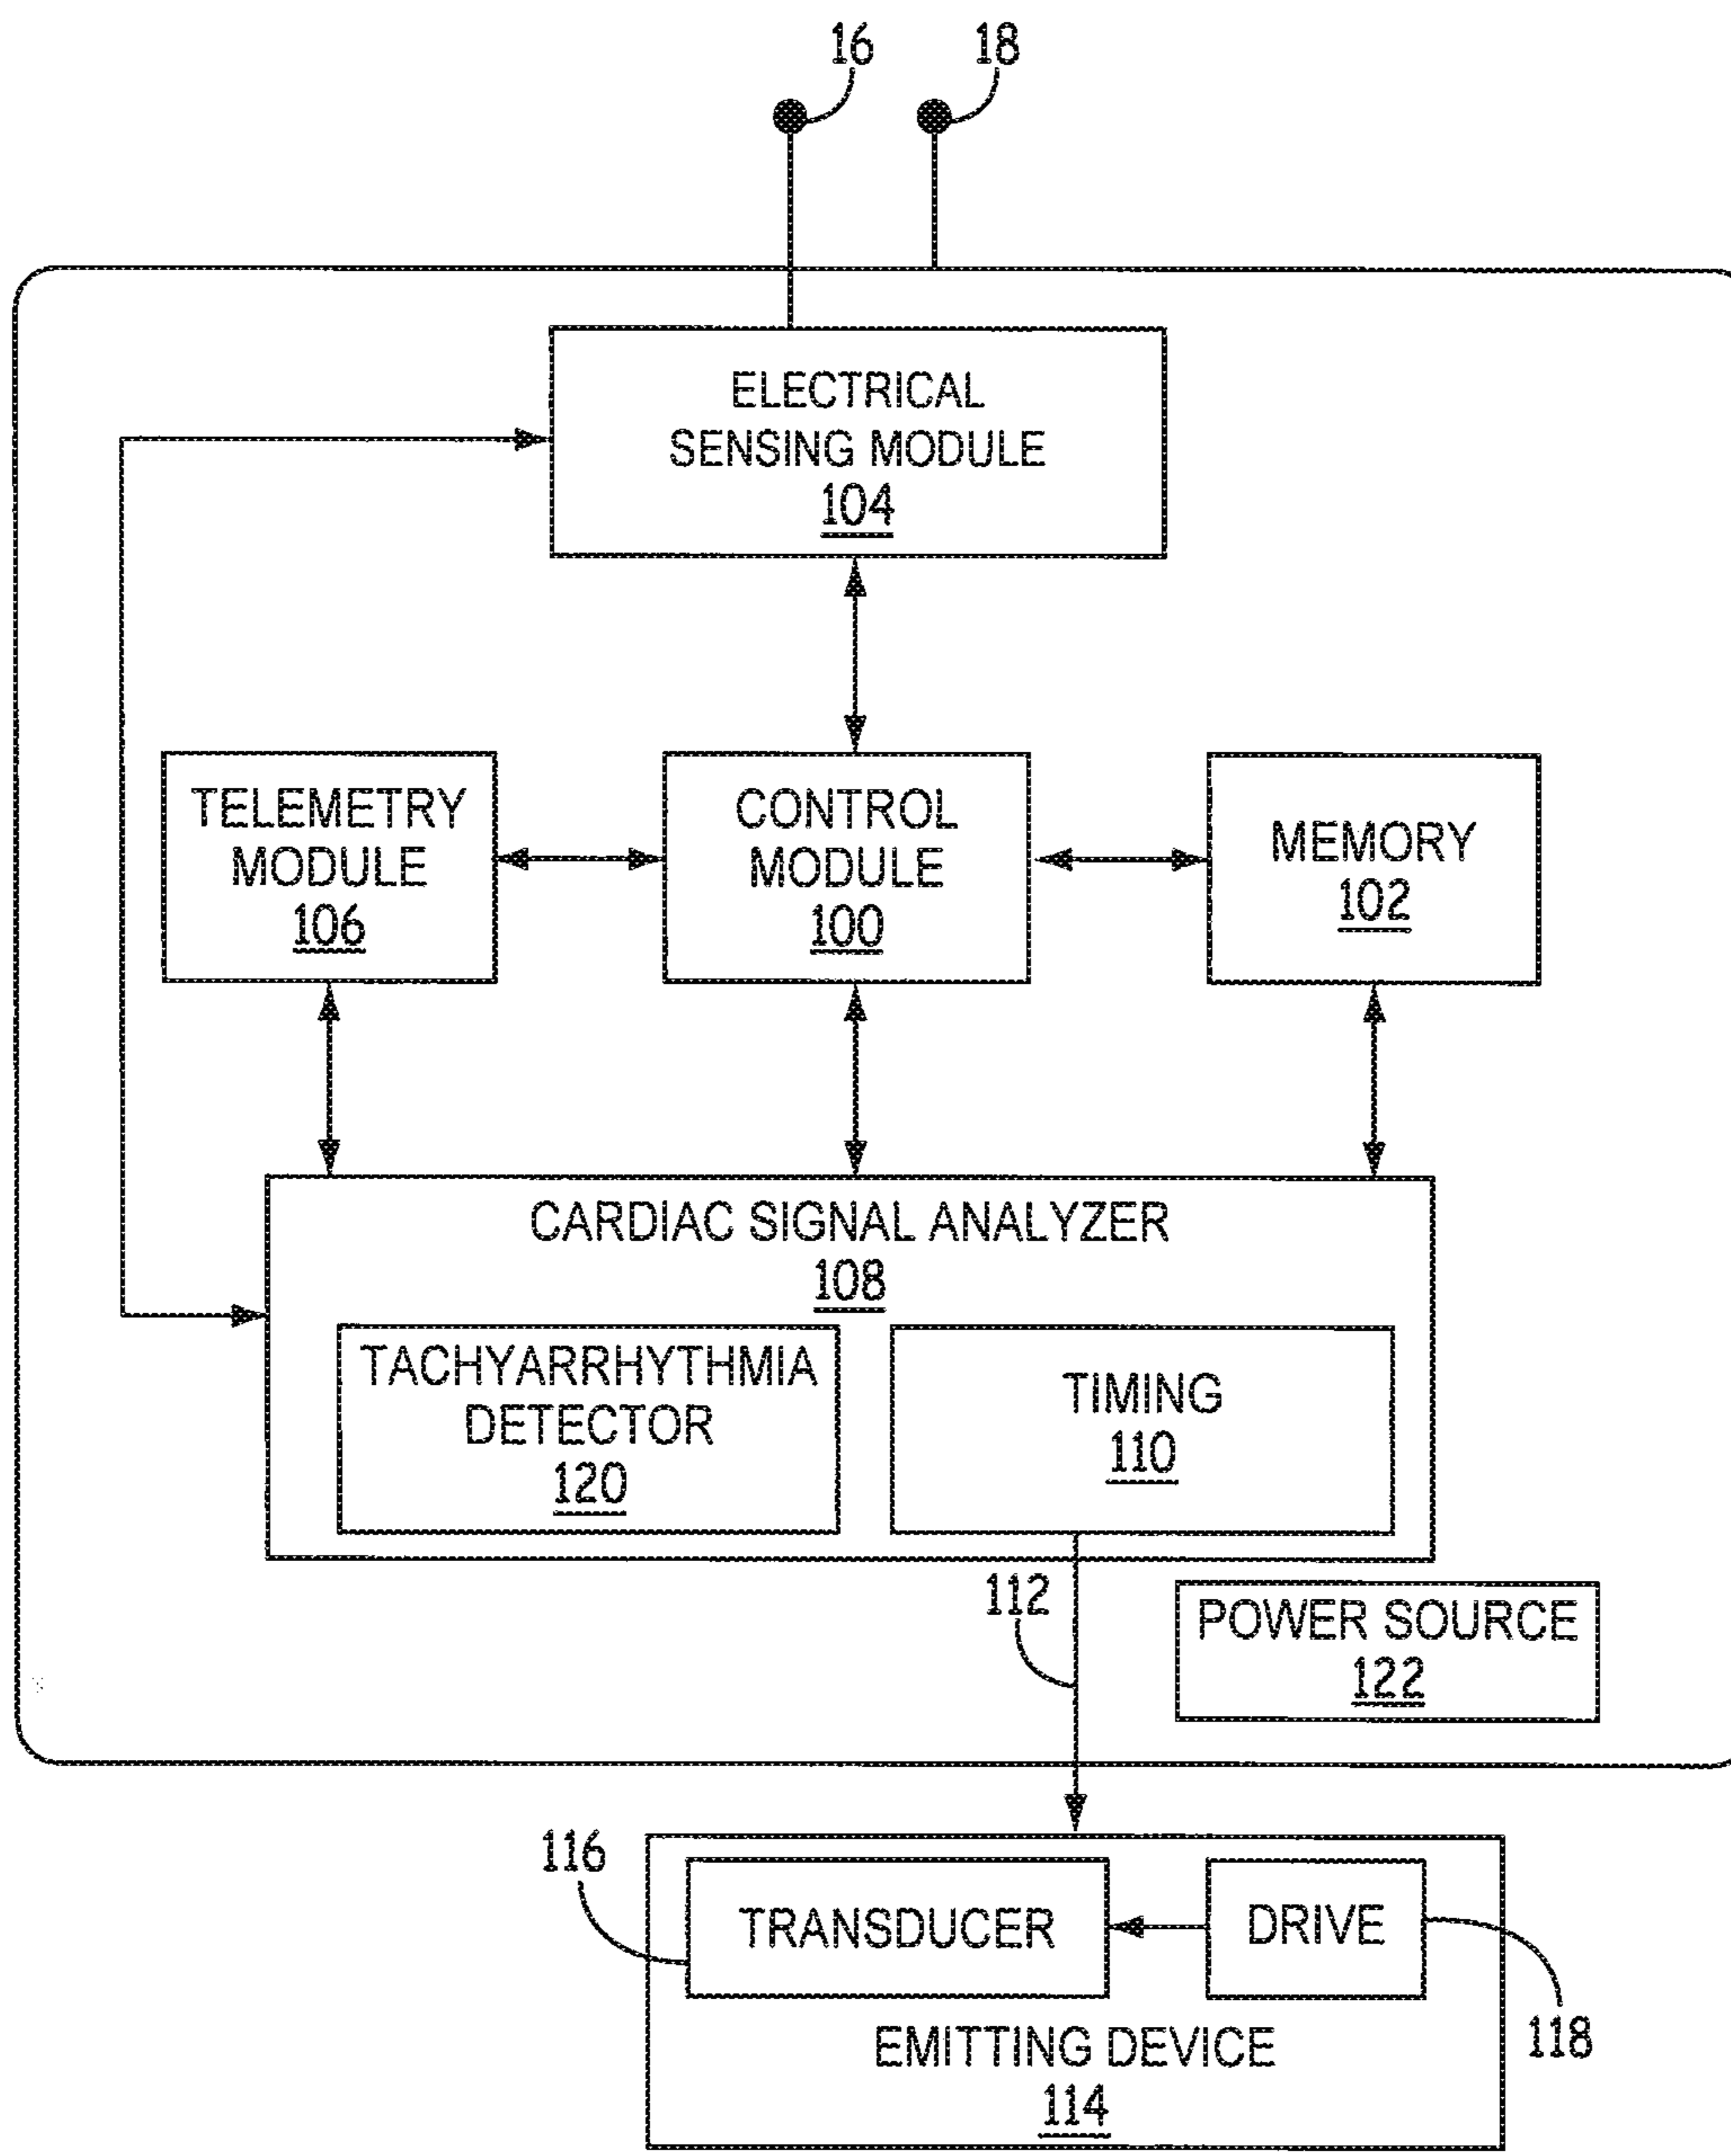 16
18
ELECTRICAL
SENSING MODULE
104
TELEMETRY
MODULE
106
CONTROL
MODULE
100
MEMORY
102
CARDIAC SIGNAL ANALYZER
108
TACHYARRHYTHMIA
DETECTOR
120
TIMING
110
112
POWER SOURCE
122
116
TRANSDUCER
DRIVE
118
EMITTING DEVICE
114